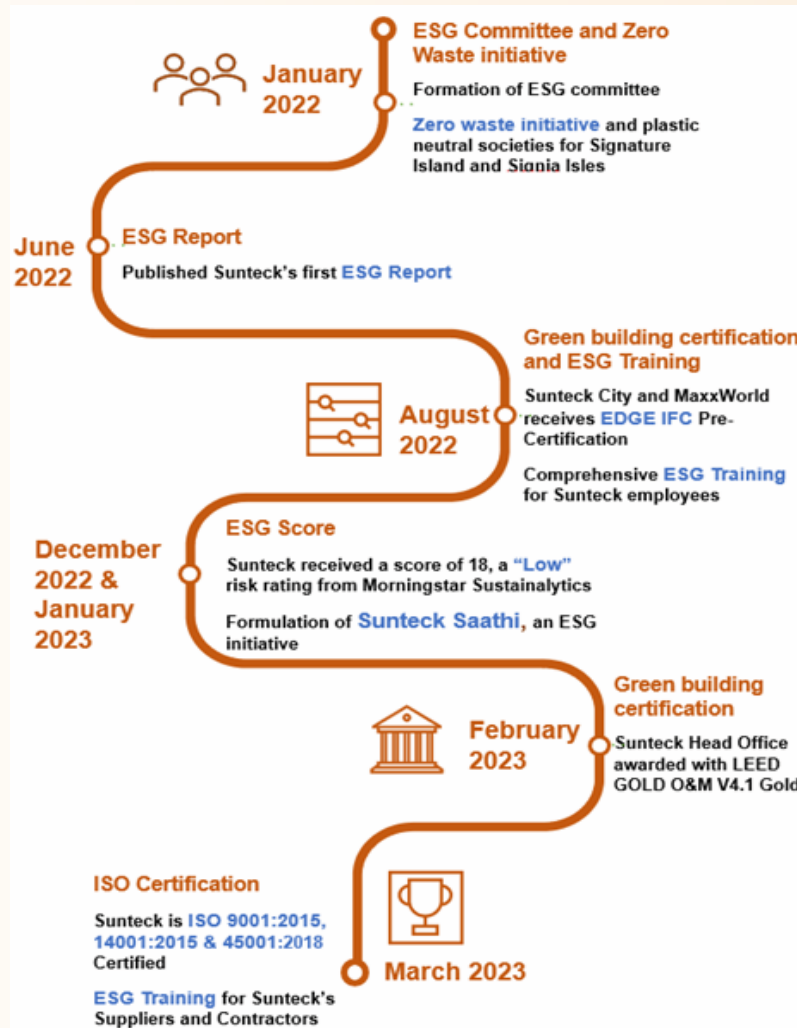 ESG Committee and Zero
Waste initiative
January
2022
Formation of ESG committee
Zero waste initiative and plastic
neutral societies for Signature
Island and Signia Isles
June
2022
ESG Report
Published Sunteck's first ESG Report
Green building certification
and ESG Training
August
2022
Sunteck City and MaxxWorld
receives EDGE IFC Pre-
Certification
Comprehensive ESG Training
for Sunteck employees
December
2022 &
January
2023
ESG Score
Sunteck received a score of 18, a “Low”
risk rating from Morningstar Sustainalytics
Formulation of Sunteck Saathi, an ESG
initiative
Green building
certification
February
2023
Sunteck Head Office
awarded with LEED
GOLD O&M V4.1 Gold
ISO Certification
Sunteck is ISO 9001:2015,
14001:2015 & 45001:2018
Certified
ESG Training for Sunteck's
Suppliers and Contractors
March 2023